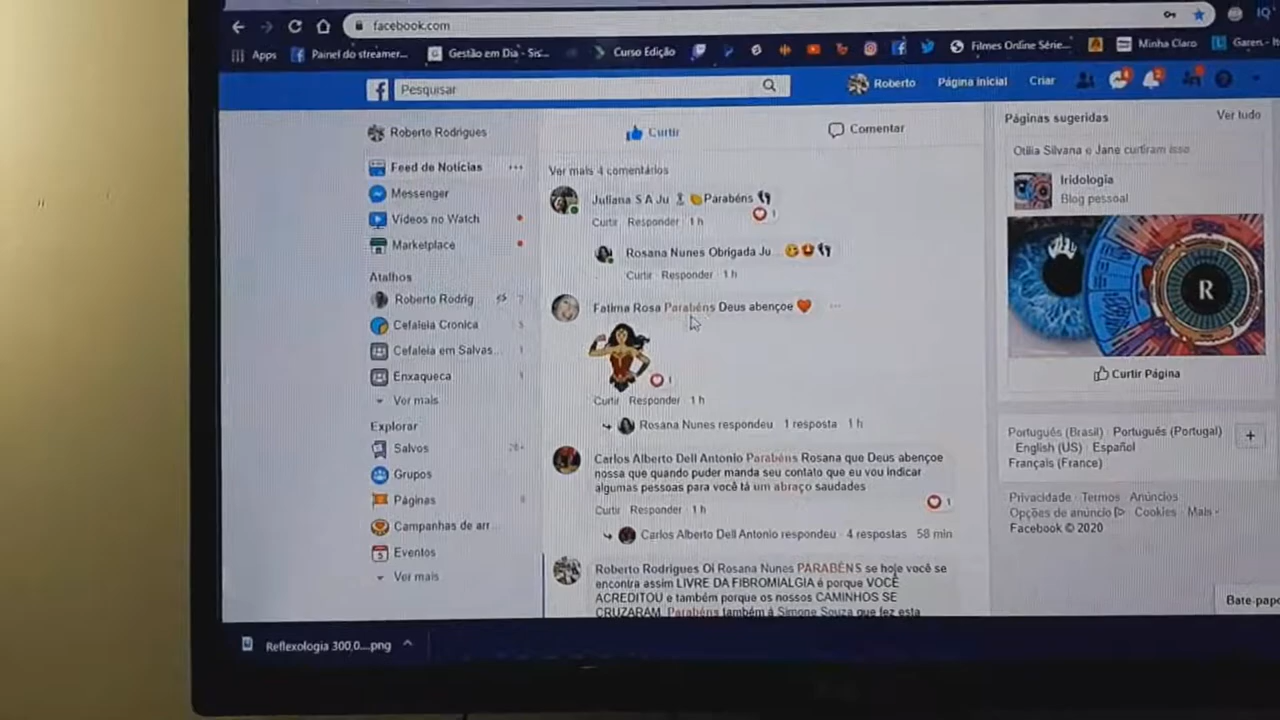 facebook.com
Apps
Painel do streamer...
Gestão em Dia - Sis...
Curso Edição
Filmes Online Série...
Minha Claro
Garen
Pesquisar
Roberto
Página inicial
Criar
Roberto Rodrigues
Feed de Notícias
Messenger
Vídeos no Watch
Marketplace
Atalhos
Roberto Rodrig
7
Cefaleia Cronica
Cefaleia em Salvas...
1
Enxaqueca
1
Ver mais
Explorar
Salvos
Grupos
Páginas
Campanhas de arr...
Eventos
Ver mais
Curtir
Comentar
Ver mais 4 comentários
Juliana S A Ju Parabéns
1
Curtir Responder 1 h
Rosana Nunes Obrigada Ju...
Curtir · Responder · 1 h
Fatima Rosa Parabéns Deus abençoe
1
Curtir Responder 1 h
Rosana Nunes respondeu · 1 resposta 1 h
Carlos Alberto Dell Antonio Parabéns Rosana que Deus abençoe
nossa que quando puder manda seu contato que eu vou indicar
algumas pessoas para você tá um abraço saudades
1
Curtir · Responder · 1 h
Carlos Alberto Dell Antonio respondeu · 4 respostas 58 min
Roberto Rodrigues Oi Rosana Nunes PARABÉNS se hoje você se
encontra assim LIVRE DA FIBROMIALGIA é porque VOCÊ
ACREDITOU e também porque os nossos CAMINHOS SE
CRUZARAM. Parabéns também á Simone Souza que fez esta
Páginas sugeridas
Ver tudo
Otilia Silvana e Jane curtiram isso
Iridologia
Blog pessoal
R
Curtir Página
Português (Brasil) · Português (Portugal)
English (US) · Español
Français (France)
+
Privacidade · Termos · Anúncios
Opções de anúncio · Cookies · Mais
Facebook © 2020
Bate-papo
Reflexologia 300,0....png